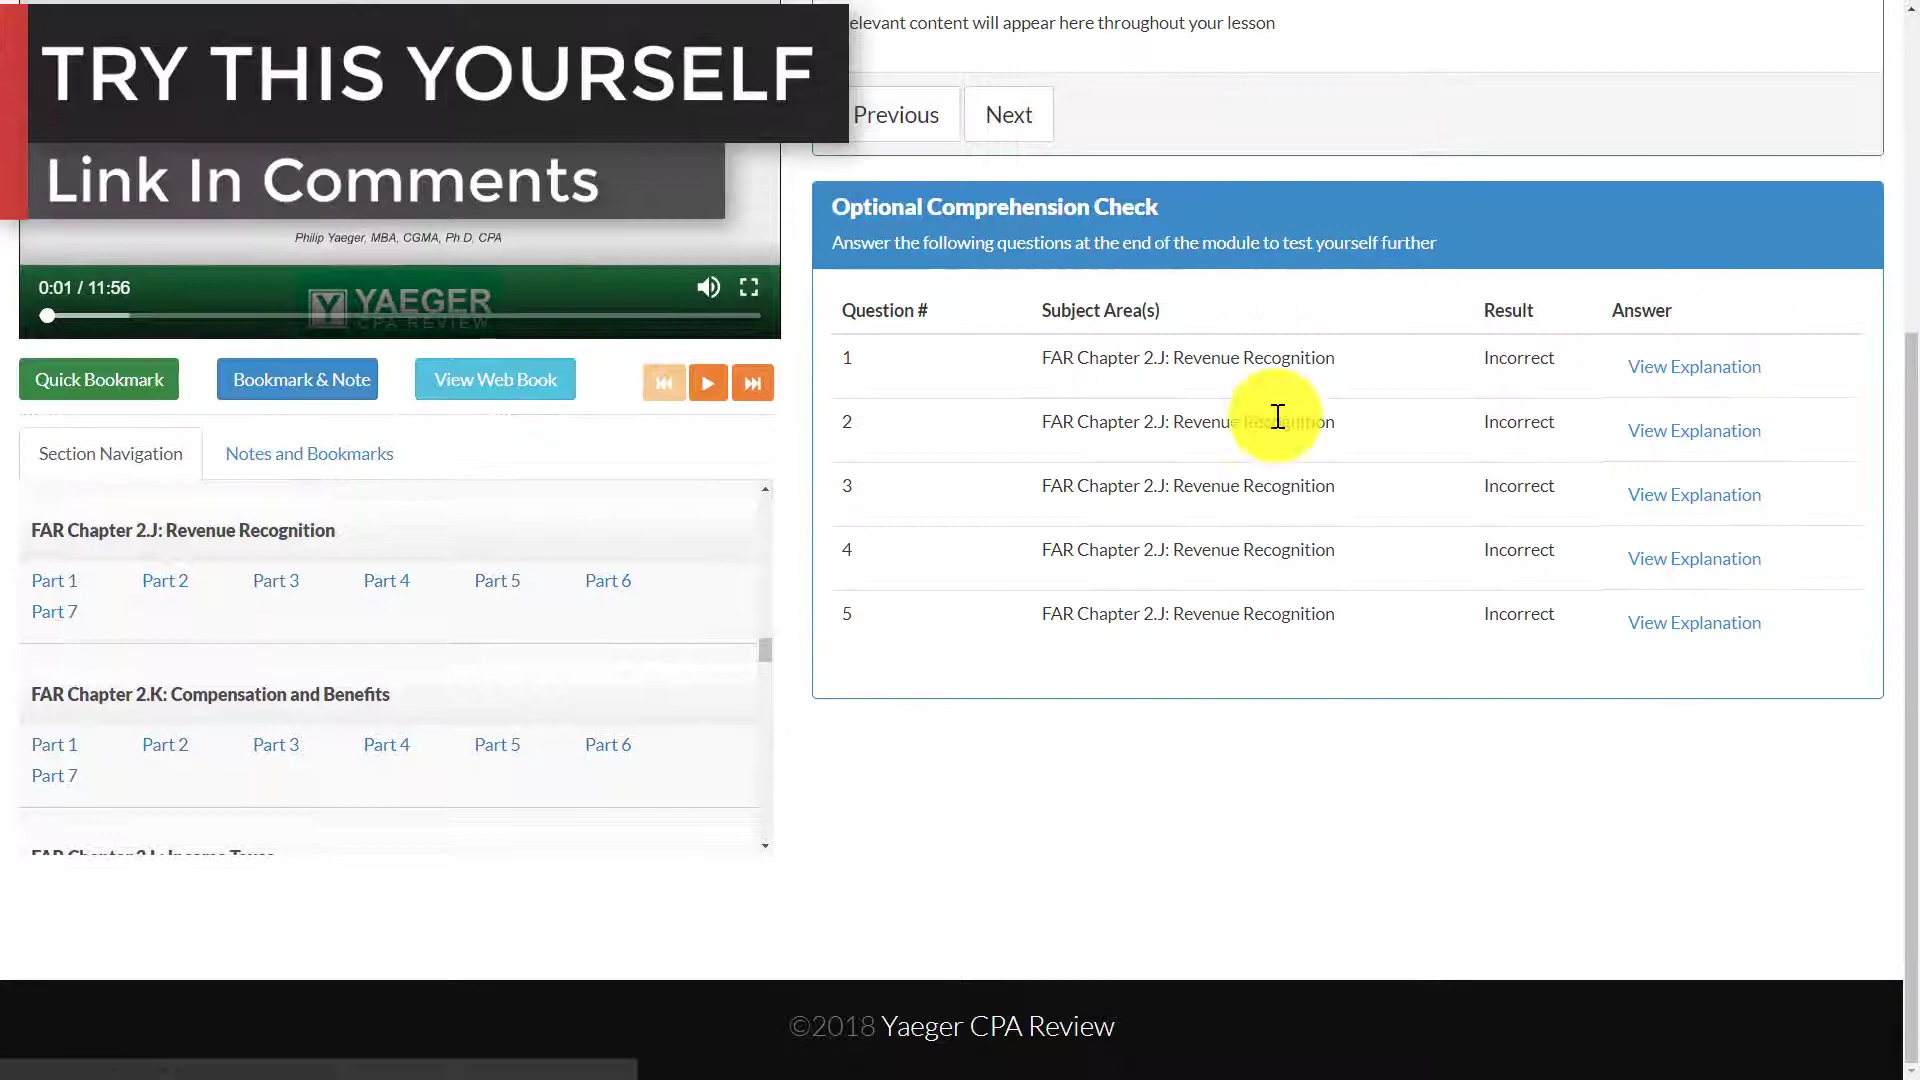 TRY THIS YOURSELF
Link In Comments
elevant content will appear here throughout your lesson
Previous
Next
Philip Yaeger, MBA, CGMA, Ph.D, CPA
0:01 / 11:56
Y YAEGER
CPA REVIEW
Quick Bookmark
Bookmark & Note
View Web Book
Section Navigation
Notes and Bookmarks
FAR Chapter 2.J: Revenue Recognition
Part 1 Part 2 Part 3 Part 4 Part 5 Part 6
Part 7
FAR Chapter 2.K: Compensation and Benefits
Part 1 Part 2 Part 3 Part 4 Part 5 Part 6
Part 7
Optional Comprehension Check
Answer the following questions at the end of the module to test yourself further
Question # Subject Area(s) Result Answer
1 FAR Chapter 2.J: Revenue Recognition Incorrect View Explanation
2 FAR Chapter 2.J: Revenue Recognition Incorrect View Explanation
3 FAR Chapter 2.J: Revenue Recognition Incorrect View Explanation
4 FAR Chapter 2.J: Revenue Recognition Incorrect View Explanation
5 FAR Chapter 2.J: Revenue Recognition Incorrect View Explanation
©2018 Yaeger CPA Review